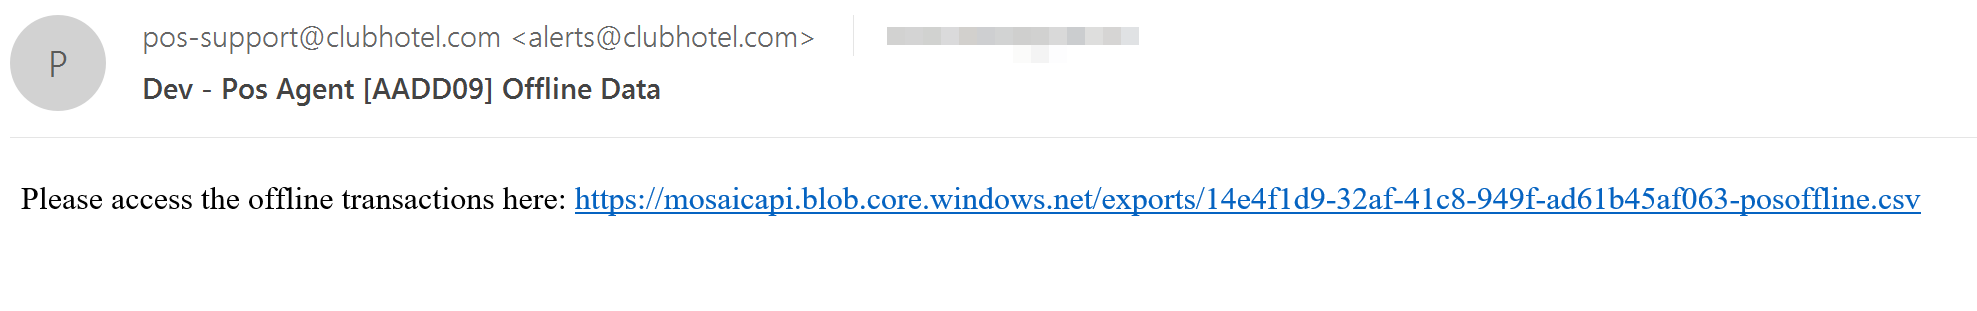 P
pos-support@clubhotel.com <alerts@clubhotel.com>
Dev - Pos Agent [AADD09] Offline Data
Please access the offline transactions here: https://mosaicapi.blob.core.windows.net/exports/14e4f1d9-32af-41c8-949f-ad61b45af063-posoffline.csv